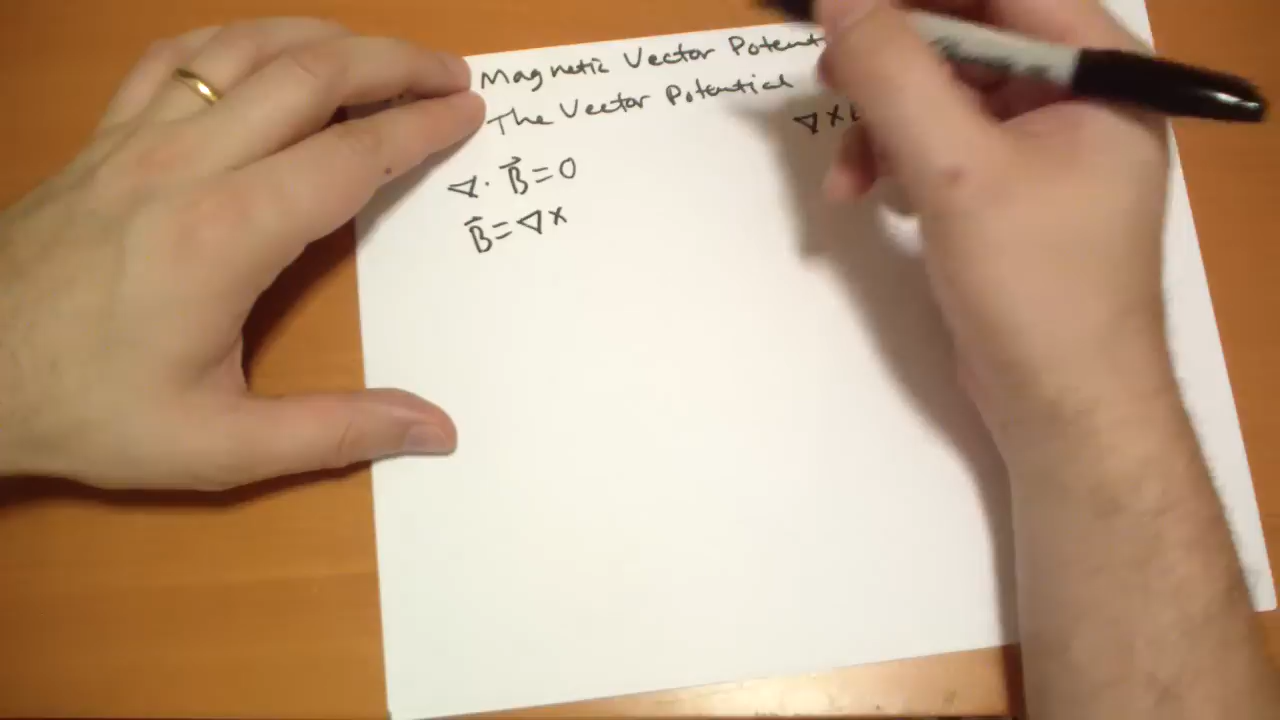 Magnetic Vector Potent
The Vector Potential
∇ X
∇ · B⃗ = 0
B⃗ = ∇ X